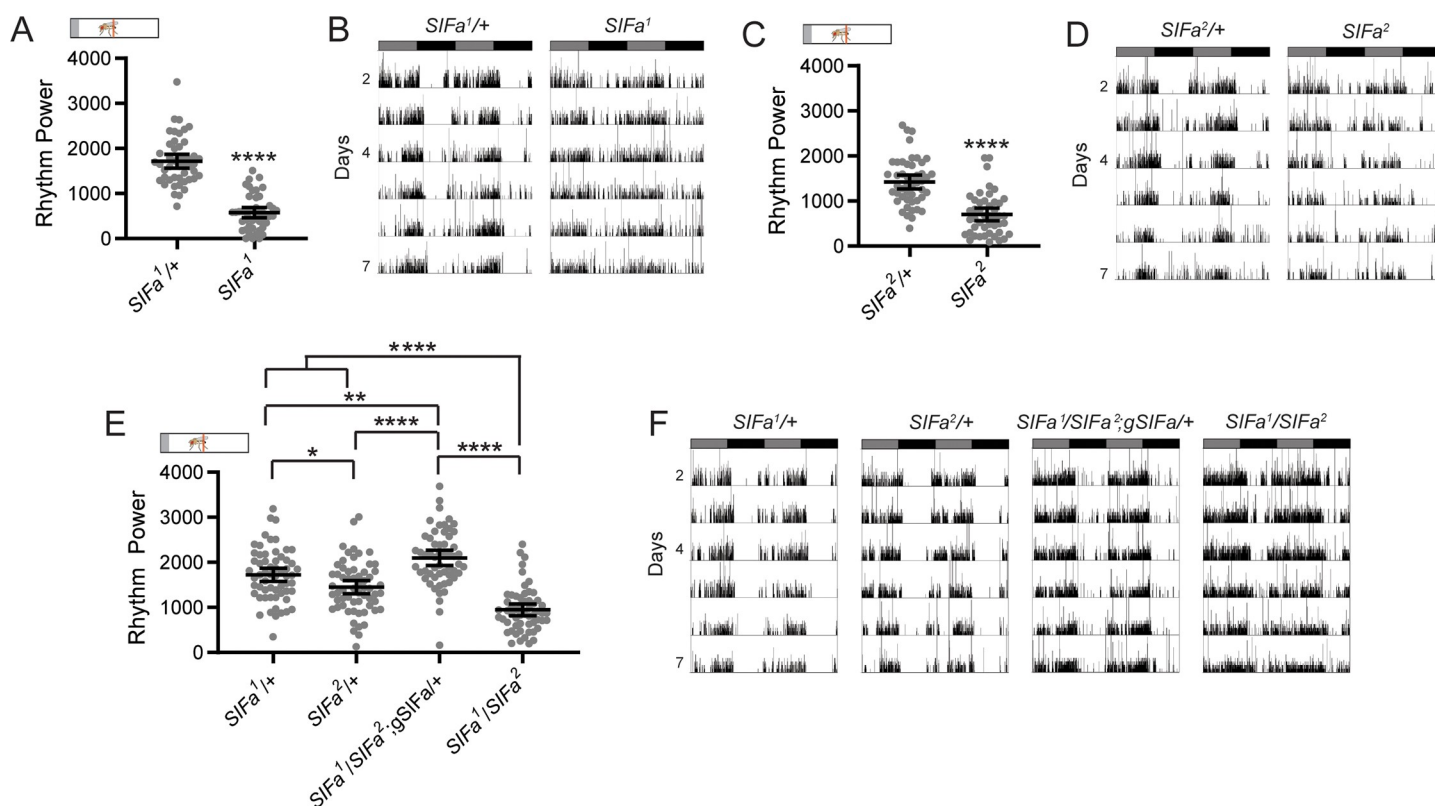 A
Rhythm Power
4000
3000
2000
1000
0
****
SIFa¹/+
SIFa¹
B
SIFa¹/+
SIFa¹
Days
2
4
7
C
Rhythm Power
4000
3000
2000
1000
0
****
SIFa²/+
SIFa²
D
SIFa²/+
SIFa²
Days
2
4
7
E
****
**
****
*
****
Rhythm Power
4000
3000
2000
1000
0
SIFa¹/+
SIFa²/+
SIFa¹/SIFa²;gSIFa/+
SIFa¹/SIFa²
F
SIFa¹/+
SIFa²/+
SIFa¹/SIFa²;gSIFa/+
SIFa¹/SIFa²
Days
2
4
7